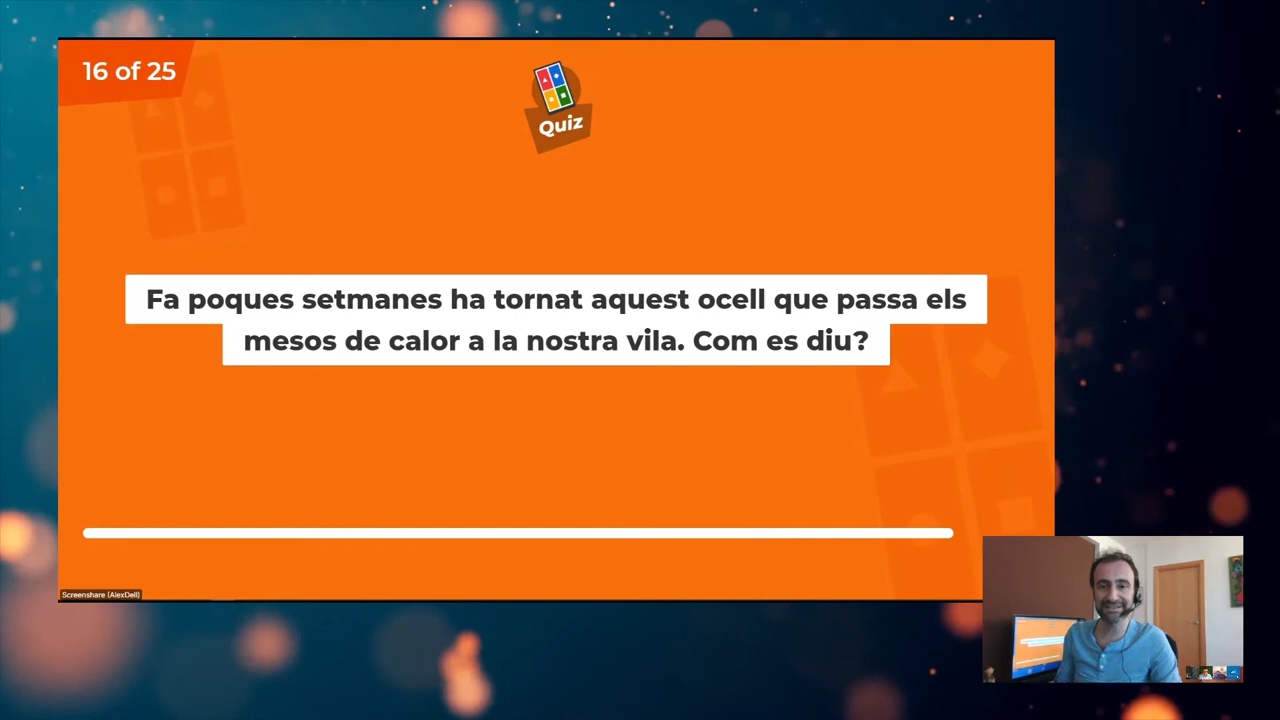 16 of 25
Quiz
Fa poques setmanes ha tornat aquest ocell que passa els
mesos de calor a la nostra vila. Com es diu?
Screenshare (AlexDell)